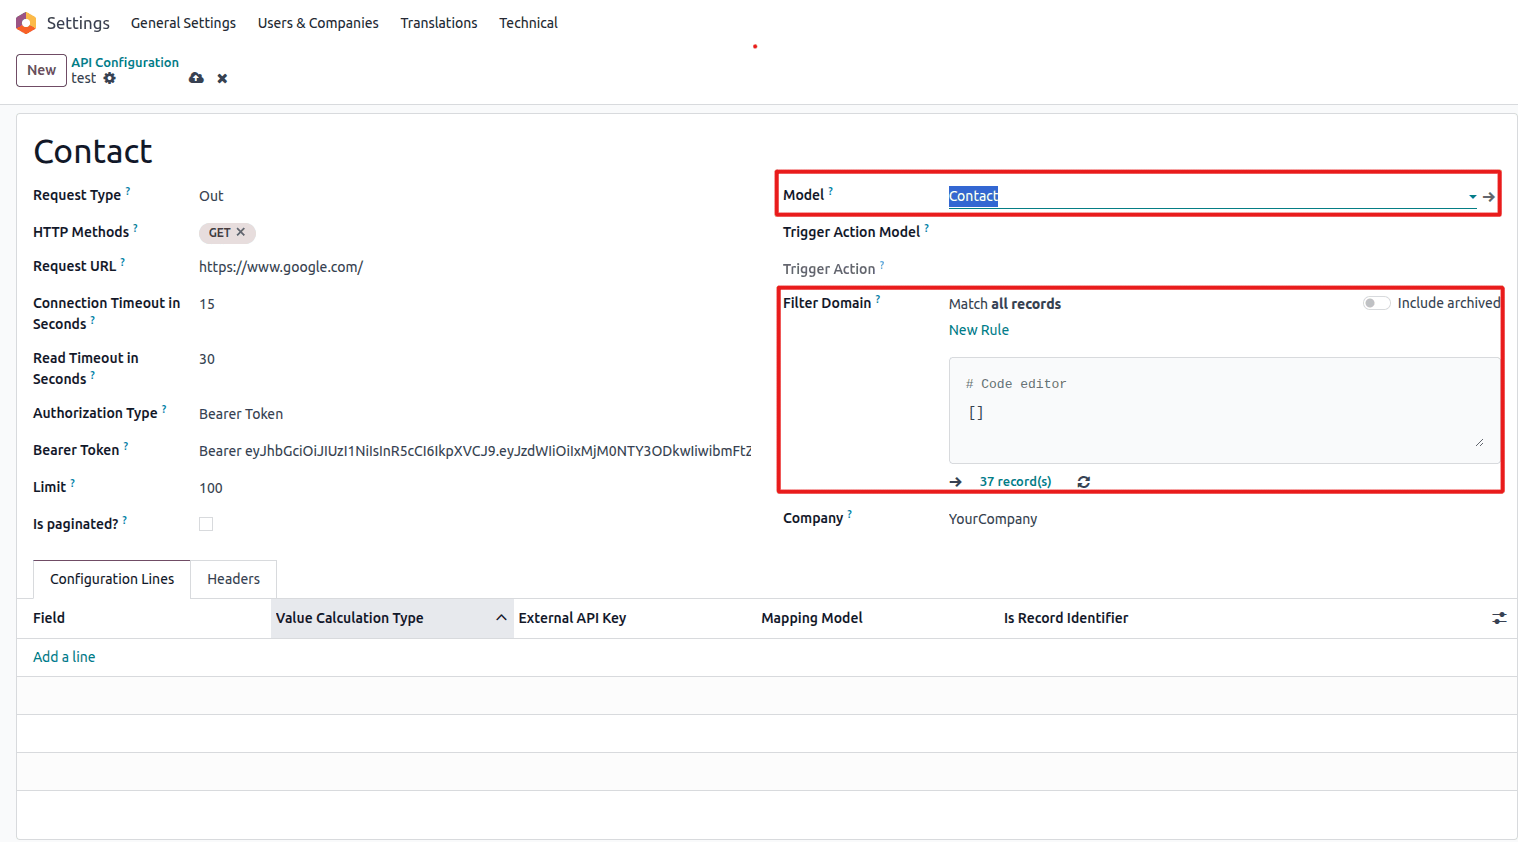 Settings General Settings Users & Companies Translations Technical
New API Configuration
test
Contact
Request Type ? Out
HTTP Methods ? GET
Request URL ? https://www.google.com/
Connection Timeout in
Seconds ? 15
Read Timeout in
Seconds ? 30
Authorization Type ? Bearer Token
Bearer Token ? Bearer eyJhbGciOiJIUzI1NiIsInR5cCI6IkpXVCJ9.eyJzdWIiOiIxMjM0NTY3ODkwIiwibmFtZ
Limit ? 100
Is paginated? ?
Model ? Contact
Trigger Action Model ?
Trigger Action ?
Filter Domain ? Match all records Include archived
New Rule
# Code editor
[]
37 record(s)
Company ? YourCompany
Configuration Lines Headers
Field Value Calculation Type External API Key Mapping Model Is Record Identifier
Add a line